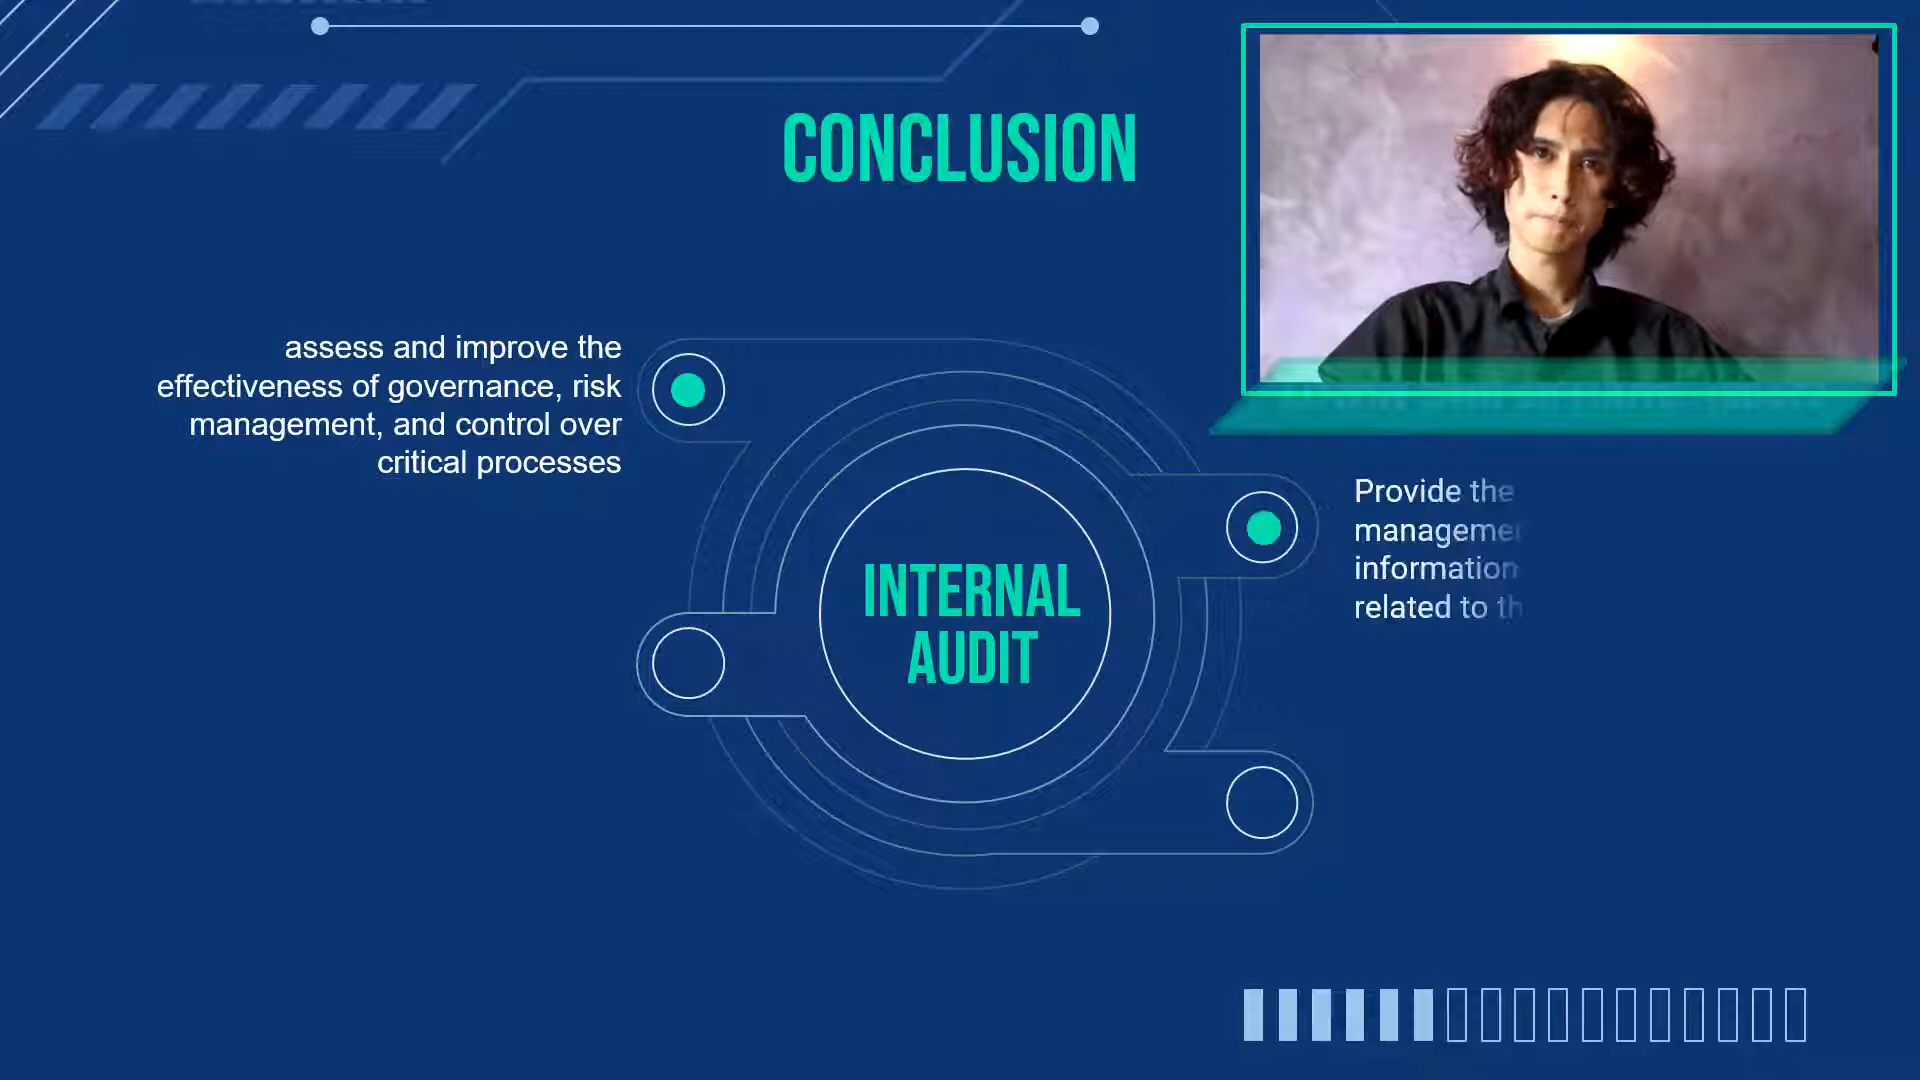 CONCLUSION
assess and improve the
effectiveness of governance, risk
management, and control over
critical processes
INTERNAL
AUDIT
Provide the
information
related to